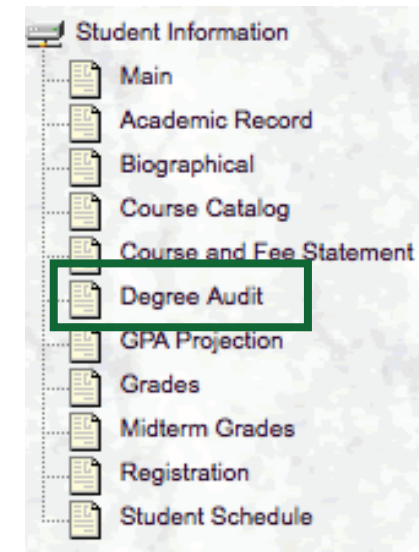 Student Information
Main
Academic Record
Biographical
Course Catalog
Course and Fee Statement
Degree Audit
GPA Projection
Grades
Midterm Grades
Registration
Student Schedule